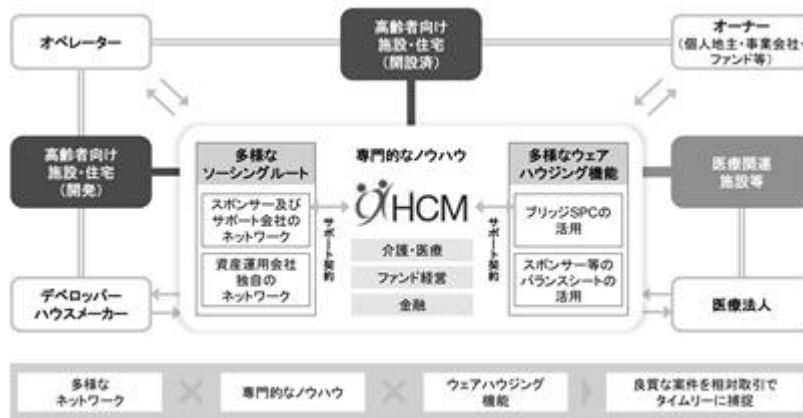 オペレーター
高齢者向け
施設・住宅
(開設済)
オーナー
(個人地主・事業会社・
ファンド等)
高齢者向け
施設・住宅
(開発)
多様な
ソーシングルート
スポンサー及び
サポート会社の
ネットワーク
資産運用会社
独自の
ネットワーク
サポート契約
専門的なノウハウ
HCM
介護・医療
ファンド経営
金融
サポート契約
多様なウェア
ハウジング機能
ブリッジSPCの
活用
スポンサー等の
バランスシートの
活用
医療関連
施設等
デベロッパー
ハウスメーカー
医療法人
多様な
ネットワーク
専門的なノウハウ
ウェアハウジング
機能
良質な案件を相対取引で
タイムリーに捕捉